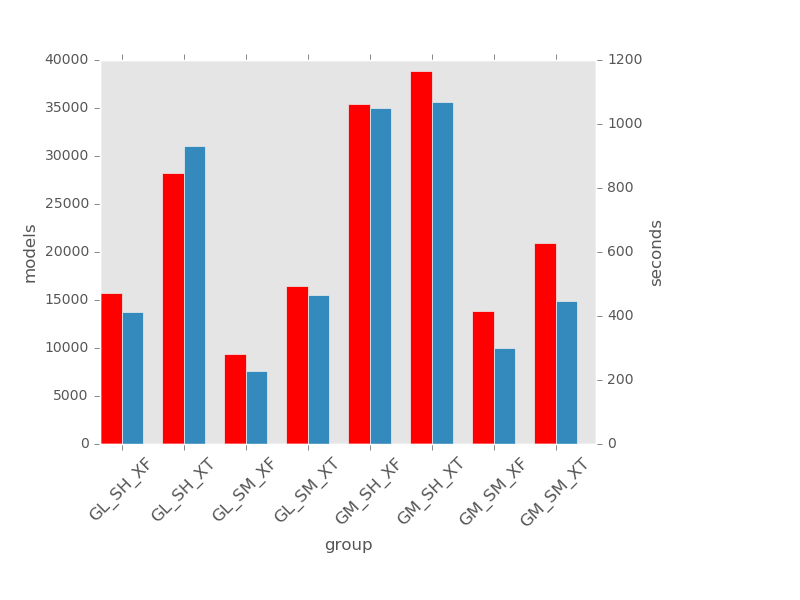 40000
35000
30000
25000
20000
15000
10000
5000
0
models
1200
1000
800
600
400
200
0
seconds
GL_SH_XF
GL_SH_XT
GL_SM_XF
GL_SM_XT
GM_SH_XF
GM_SH_XT
GM_SM_XF
GM_SM_XT
group